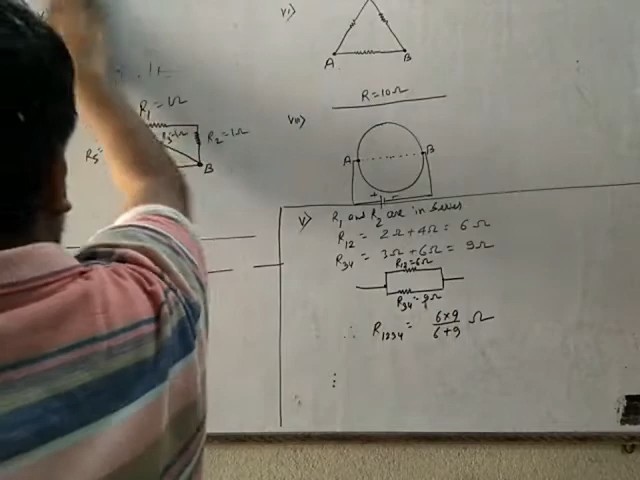 vi)
A B
R = 10Ω
R₁ = 1Ω
R₂ = 1Ω
B
vii)
A B
+ -
v) R₁ and R₂ are in Series
R₁₂ = 2Ω + 4Ω = 6Ω
R₃₄ = 3Ω + 6Ω = 9Ω
R₁₂ = 6Ω
R₃₄ = 9Ω
∴ R₁₂₃₄ = 6×9/6+9 Ω